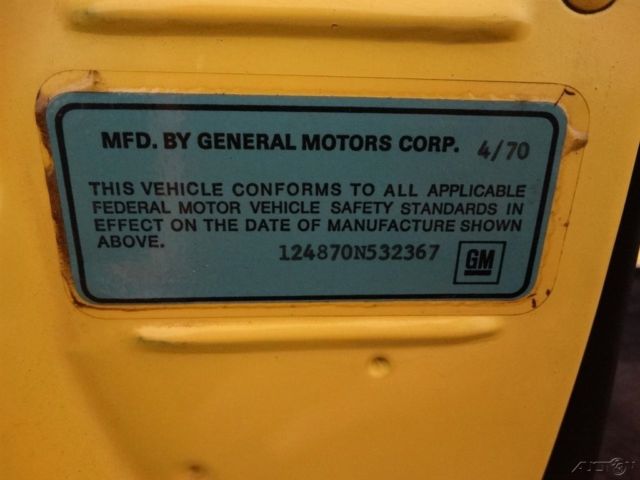 MFD. BY GENERAL MOTORS CORP. 4/70
THIS VEHICLE CONFORMS TO ALL APPLICABLE
FEDERAL MOTOR VEHICLE SAFETY STANDARDS IN
EFFECT ON THE DATE OF MANUFACTURE SHOWN
ABOVE. 124870N532367 GM